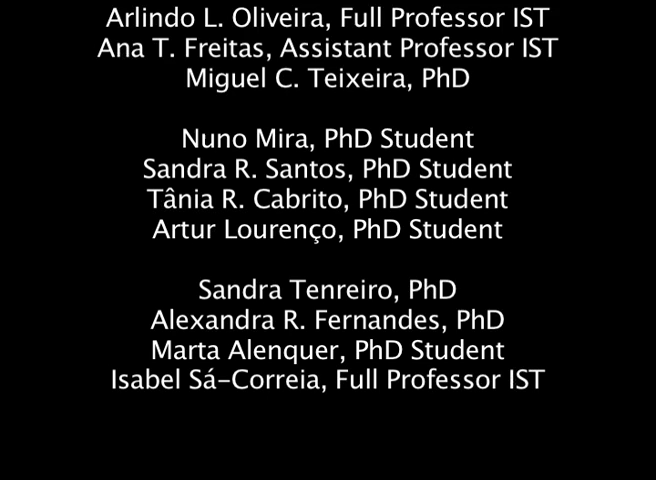 Arlindo L. Oliveira, Full Professor IST
Ana T. Freitas, Assistant Professor IST
Miguel C. Teixeira, PhD
Nuno Mira, PhD Student
Sandra R. Santos, PhD Student
Tânia R. Cabrito, PhD Student
Artur Lourenço, PhD Student
Sandra Tenreiro, PhD
Alexandra R. Fernandes, PhD
Marta Alenquer, PhD Student
Isabel Sá-Correia, Full Professor IST